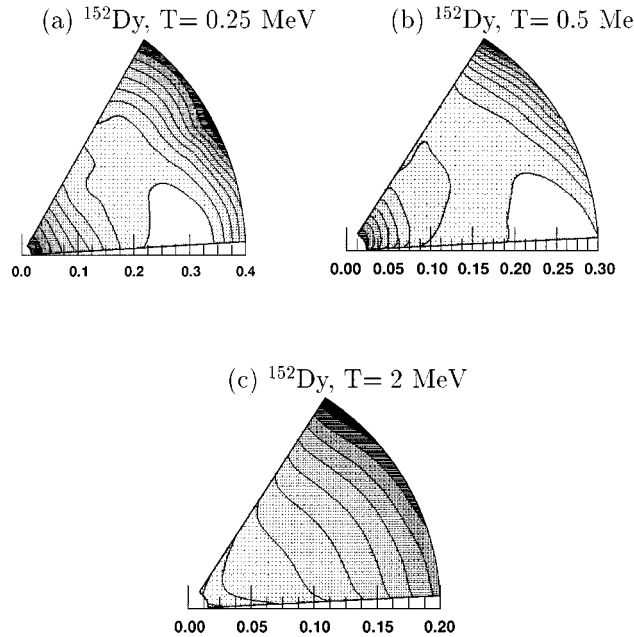 (a) ¹⁵²Dy, T= 0.25 MeV
(b) ¹⁵²Dy, T= 0.5 Me
0.0 0.1 0.2 0.3 0.4
0.00 0.05 0.10 0.15 0.20 0.25 0.30
(c) ¹⁵²Dy, T= 2 MeV
0.00 0.05 0.10 0.15 0.20